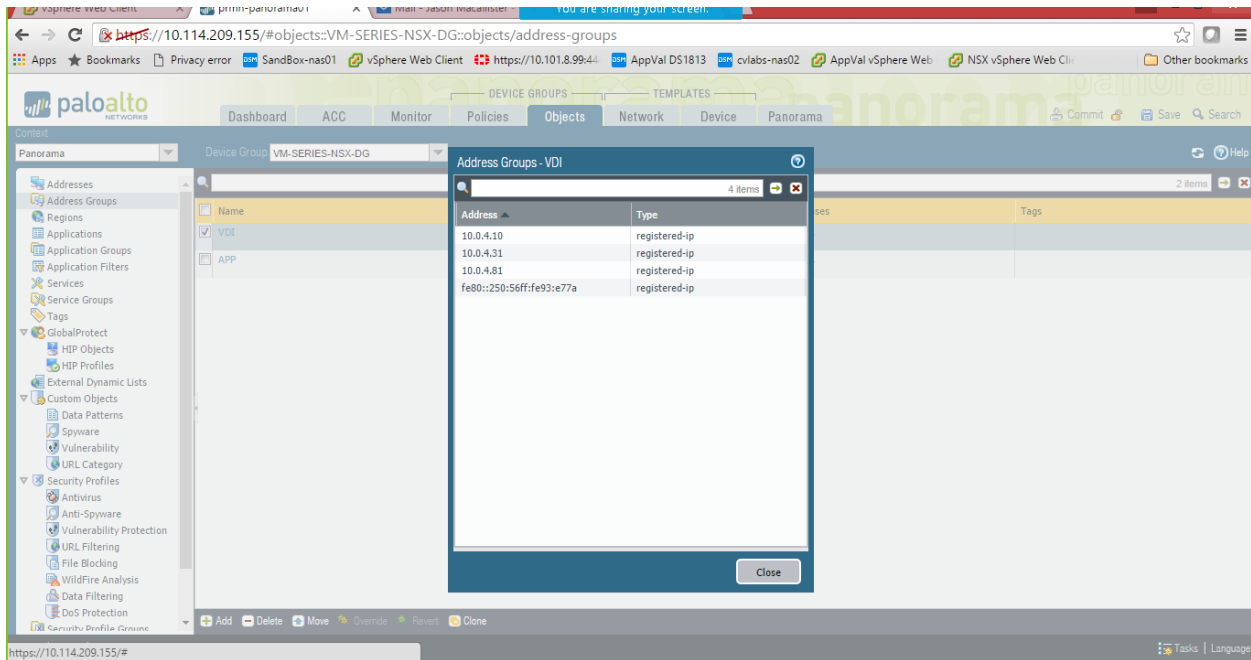 vSphere Web Client prmh-panorama01 Mail - Jason Macallister - You are sharing your screen.
https://10.114.209.155/#objects::VM-SERIES-NSX-DG::objects/address-groups
Apps Bookmarks Privacy error SandBox-nas01 vSphere Web Client https://10.101.8.99:44 AppVal DS1813 cvlabs-nas02 AppVal vSphere Web NSX vSphere Web Cli Other bookmarks
paloalto
NETWORKS
DEVICE GROUPS TEMPLATES
Dashboard ACC Monitor Policies Objects Network Device Panorama
panorama
Commit Save Search
Context
Panorama Device Group VM-SERIES-NSX-DG Help
2 items
Addresses
Address Groups
Regions
Applications
Application Groups
Application Filters
Services
Service Groups
Tags
GlobalProtect
HIP Objects
HIP Profiles
External Dynamic Lists
Custom Objects
Data Patterns
Spyware
Vulnerability
URL Category
Security Profiles
Antivirus
Anti-Spyware
Vulnerability Protection
URL Filtering
File Blocking
WildFire Analysis
Data Filtering
DoS Protection
Security Profile Groups
Name Tags
VDI
APP
Address Groups - VDI
4 items
Address Type
10.0.4.10 registered-ip
10.0.4.31 registered-ip
10.0.4.81 registered-ip
fe80::250:56ff:fe93:e77a registered-ip
Close
Add Delete Move Override Revert Clone
https://10.114.209.155/# Tasks | Language